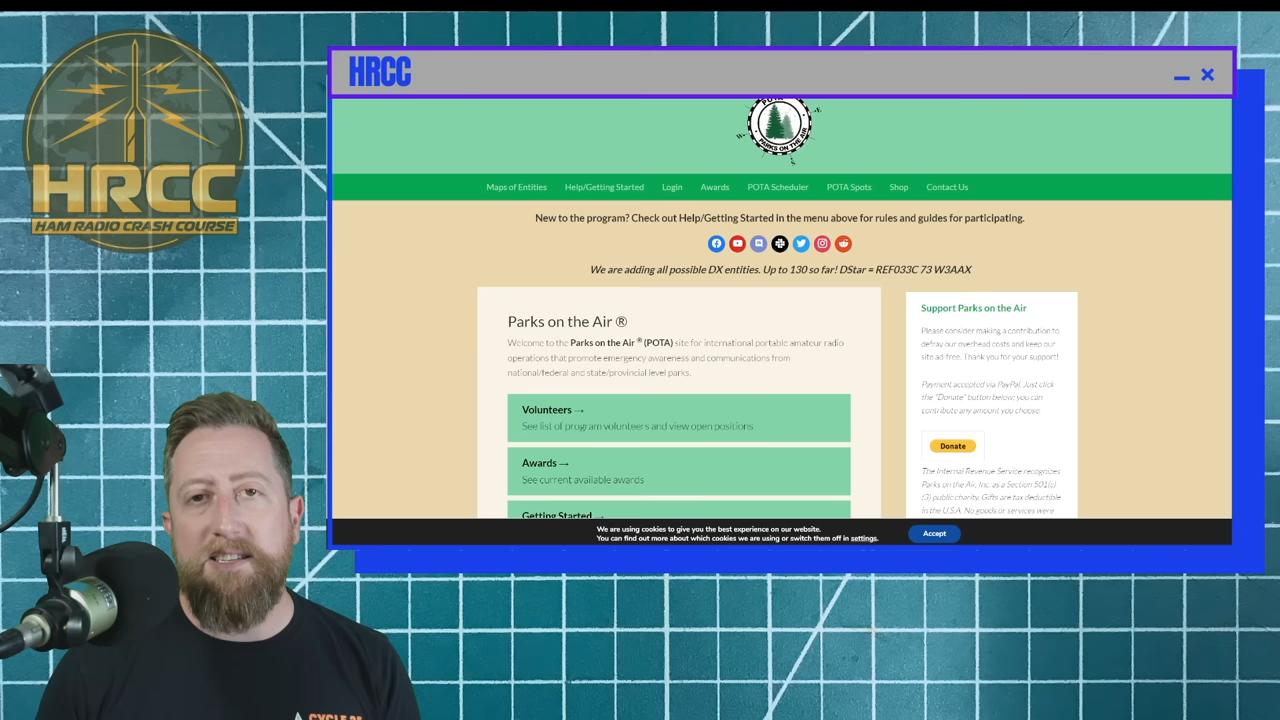 HRCC
HAM RADIO CRASH COURSE
HRCC
PARKS ON THE AIR
Maps of Entities Help/Getting Started Login Awards POTA Scheduler POTA Spots Shop Contact Us
New to the program? Check out Help/Getting Started in the menu above for rules and guides for participating.
We are adding all possible DX entities. Up to 130 so far! DStar = REF033C 73 W3AAX
Parks on the Air ®
Welcome to the Parks on the Air ® (POTA) site for international portable amateur radio
operations that promote emergency awareness and communications from
national/federal and state/provincial level parks.
Volunteers →
See list of program volunteers and view open positions
Awards →
See current available awards
Getting Started →
Support Parks on the Air
Please consider making a contribution to
defray our overhead costs and keep our
site ad-free. Thank you for your support!
Payment accepted via PayPal. Just click
the "Donate" button below; you can
contribute any amount you choose.
Donate
The Internal Revenue Service recognizes
Parks on the Air, Inc. as a Section 501(c)
(3) public charity. Gifts are tax deductible
in the U.S.A. No goods or services were
We are using cookies to give you the best experience on our website.
You can find out more about which cookies we are using or switch them off in settings.
Accept